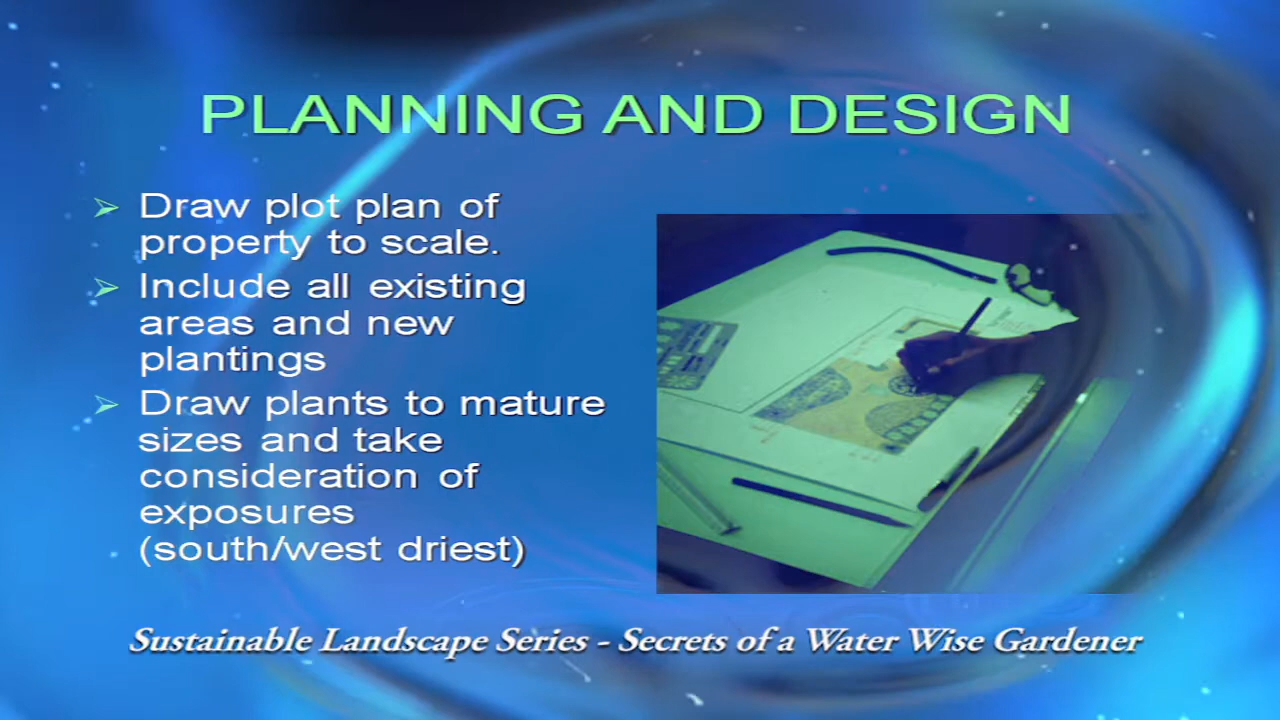 PLANNING AND DESIGN
➢ Draw plot plan of
property to scale.
➢ Include all existing
areas and new
plantings
➢ Draw plants to mature
sizes and take
consideration of
exposures
(south/west driest)
Sustainable Landscape Series - Secrets of a Water Wise Gardener